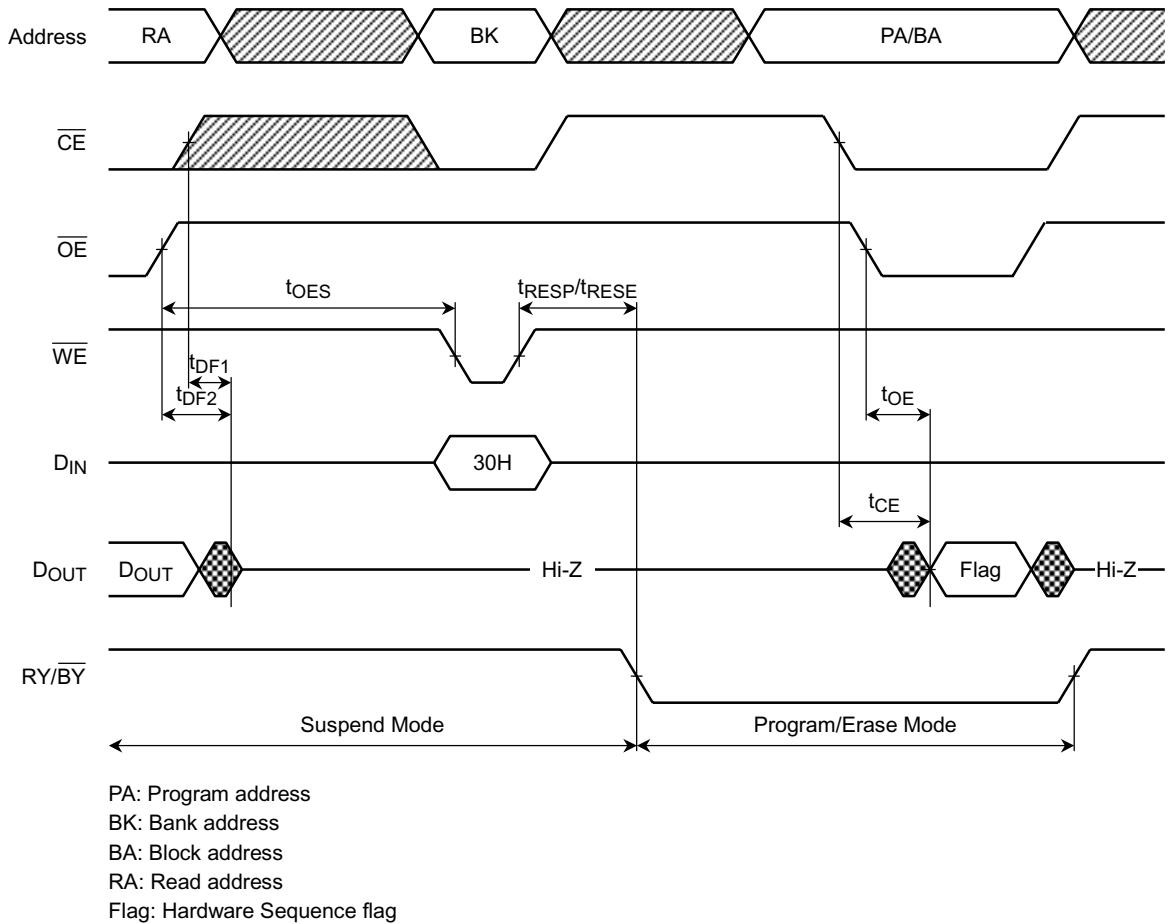 Address RA BK PA/BA
CE
OE
tOES tRESP/tRESE
WE
tDF1
tDF2 tOE
DIN 30H
tCE
DOUT DOUT Hi-Z Flag Hi-Z
RY/BY
Suspend Mode Program/Erase Mode
PA: Program address
BK: Bank address
BA: Block address
RA: Read address
Flag: Hardware Sequence flag